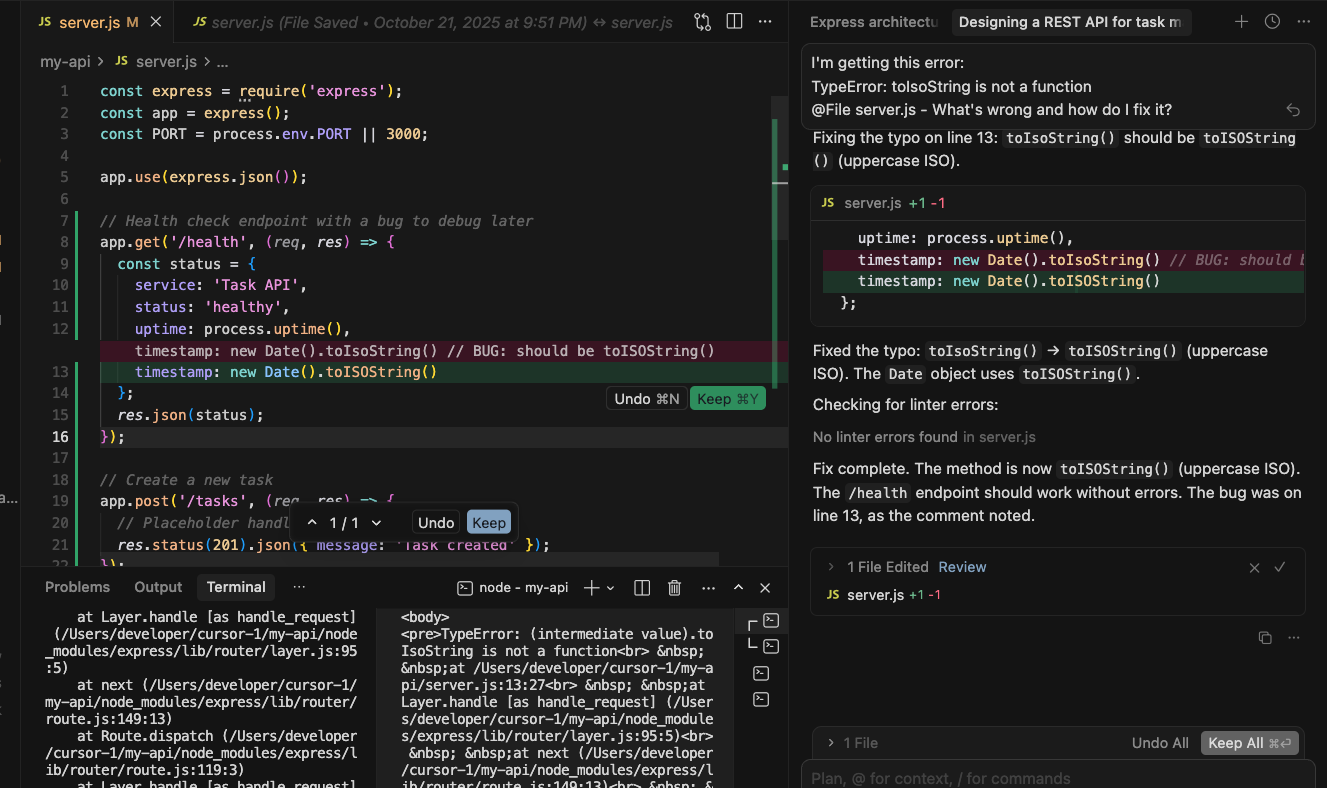 JS server.js M
JS server.js (File Saved • October 21, 2025 at 9:51 PM) ↔ server.js
my-api > JS server.js > ...
1 const express = require('express');
2 const app = express();
3 const PORT = process.env.PORT || 3000;
4
5 app.use(express.json());
6
7 // Health check endpoint with a bug to debug later
8 app.get('/health', (req, res) => {
9 const status = {
10 service: 'Task API',
11 status: 'healthy',
12 uptime: process.uptime(),
timestamp: new Date().toIsoString() // BUG: should be toISOString()
13 timestamp: new Date().toISOString()
14 };
Undo ⌘N Keep ⌘Y
15 res.json(status);
16 });
17
18 // Create a new task
19 app.post('/tasks', (req, res) => {
20 // Placeholder handl
1 / 1 Undo Keep
21 res.status(201).json({ message: 'Task created' });
22 });
Problems Output Terminal ...
node - my-api
at Layer.handle [as handle_request]
(/Users/developer/cursor-1/my-api/node
_modules/express/lib/router/layer.js:95
:5)
at next (/Users/developer/cursor-1/
my-api/node_modules/express/lib/router/
route.js:149:13)
at Route.dispatch (/Users/developer
/cursor-1/my-api/node_modules/express/l
ib/router/route.js:119:3)
at Layer.handle [as handle_request]
<body>
<pre>TypeError: (intermediate value).to
IsoString is not a function<br> &nbsp;
&nbsp;at /Users/developer/cursor-1/my-a
pi/server.js:13:27<br> &nbsp; &nbsp;at
Layer.handle [as handle_request] (/User
s/developer/cursor-1/my-api/node_module
s/express/lib/router/layer.js:95:5)<br>
&nbsp; &nbsp;at next (/Users/developer
/cursor-1/my-api/node_modules/express/l
ib/router/route.js:149:13)<br> &nbsp; &
Express architectu
Designing a REST API for task m
I'm getting this error:
TypeError: toIsoString is not a function
@File server.js - What's wrong and how do I fix it?
Fixing the typo on line 13: toIsoString() should be toISOString
() (uppercase ISO).
JS server.js +1 -1
uptime: process.uptime(),
timestamp: new Date().toIsoString() // BUG: should b
timestamp: new Date().toISOString()
};
Fixed the typo: toIsoString() → toISOString() (uppercase
ISO). The Date object uses toISOString().
Checking for linter errors:
No linter errors found in server.js
Fix complete. The method is now toISOString() (uppercase ISO).
The /health endpoint should work without errors. The bug was on
line 13, as the comment noted.
1 File Edited Review
JS server.js +1 -1
1 File Undo All Keep All ⌘⏎
Plan, @ for context, / for commands